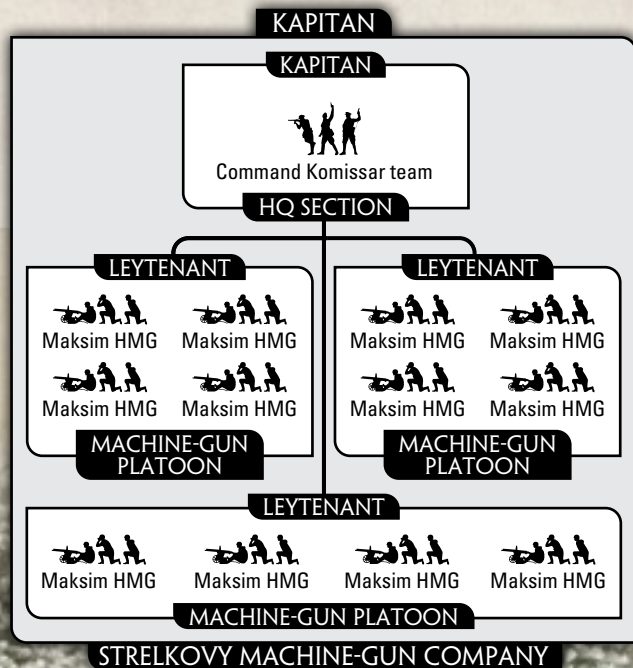 KAPITAN
KAPITAN
Command Komissar team
HQ SECTION
LEYTENANT
Maksim HMG Maksim HMG
Maksim HMG Maksim HMG
MACHINE-GUN
PLATOON
LEYTENANT
Maksim HMG Maksim HMG
Maksim HMG Maksim HMG
MACHINE-GUN
PLATOON
LEYTENANT
Maksim HMG Maksim HMG Maksim HMG Maksim HMG
MACHINE-GUN PLATOON
STRELKOVY MACHINE-GUN COMPANY